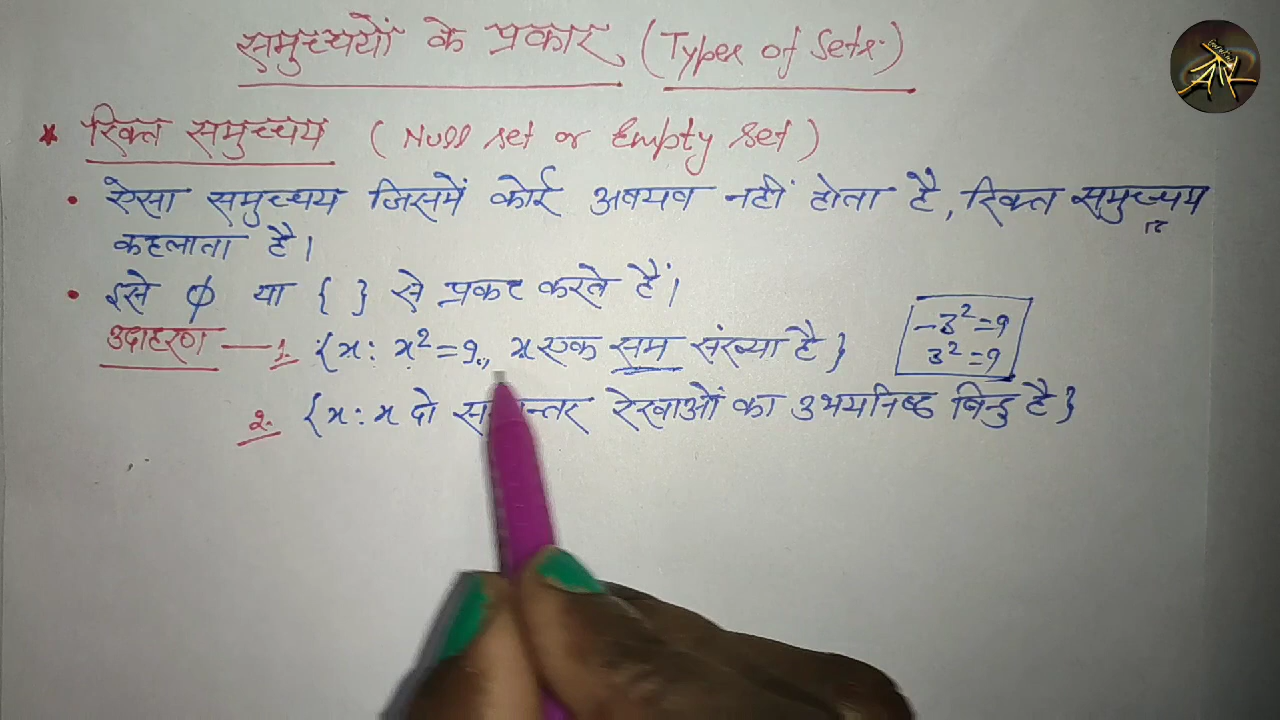 समुच्चयों के प्रकार (Types of Sets)
* रिक्त समुच्चय (Null set or Empty set)
• ऐसा समुच्चय जिसमें कोई अवयव नहीं होता है, रिक्त समुच्चय
कहलाता है।
• इसे ϕ या { } से प्रकट करते हैं।
उदाहरण — 1. {x : x² = 9, x एक सम संख्या है}
-3² = 9
3² = 9
2. {x : x दो समान्तर रेखाओं का उभयनिष्ठ बिन्दु है}